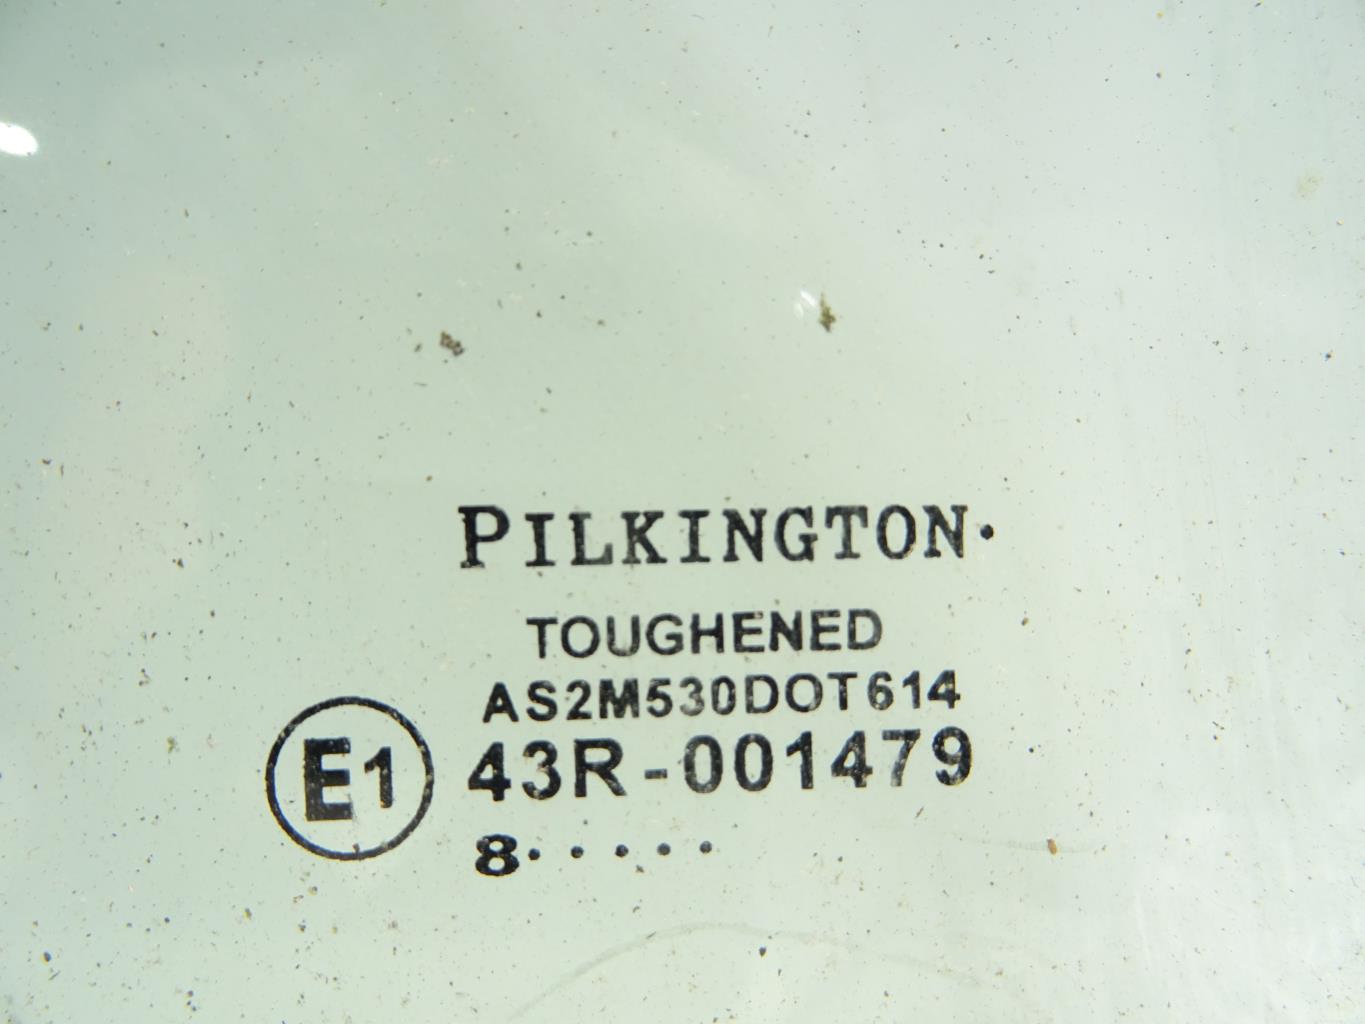 PILKINGTON·
TOUGHENED
AS2M530DOT614
E1 43R-001479
8·····